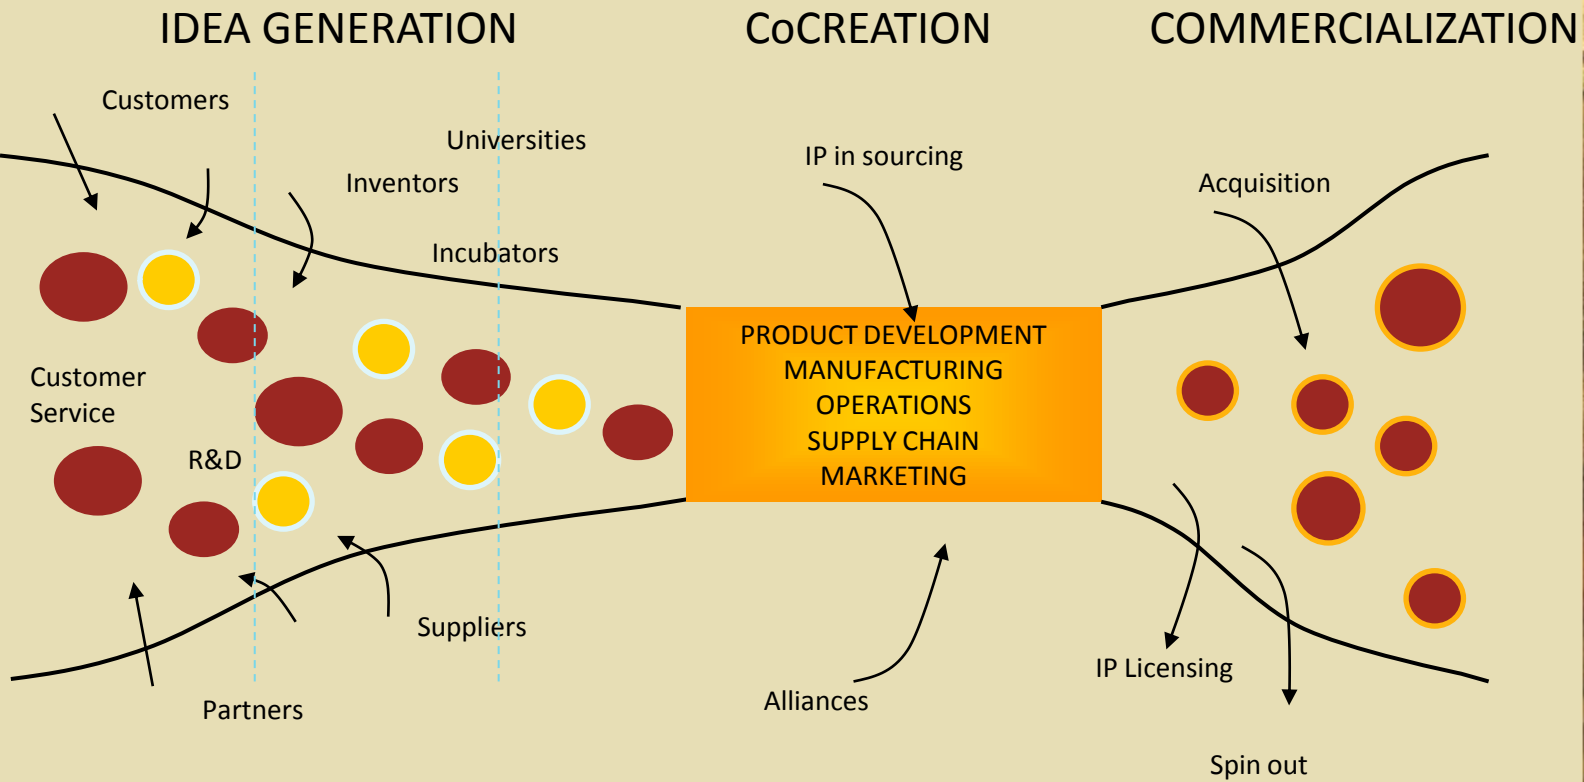 IDEA GENERATION
CoCREATION
COMMERCIALIZATION
Customers
Universities
Inventors
Incubators
Customer
Service
R&D
Suppliers
Partners
IP in sourcing
PRODUCT DEVELOPMENT
MANUFACTURING
OPERATIONS
SUPPLY CHAIN
MARKETING
Alliances
Acquisition
IP Licensing
Spin out